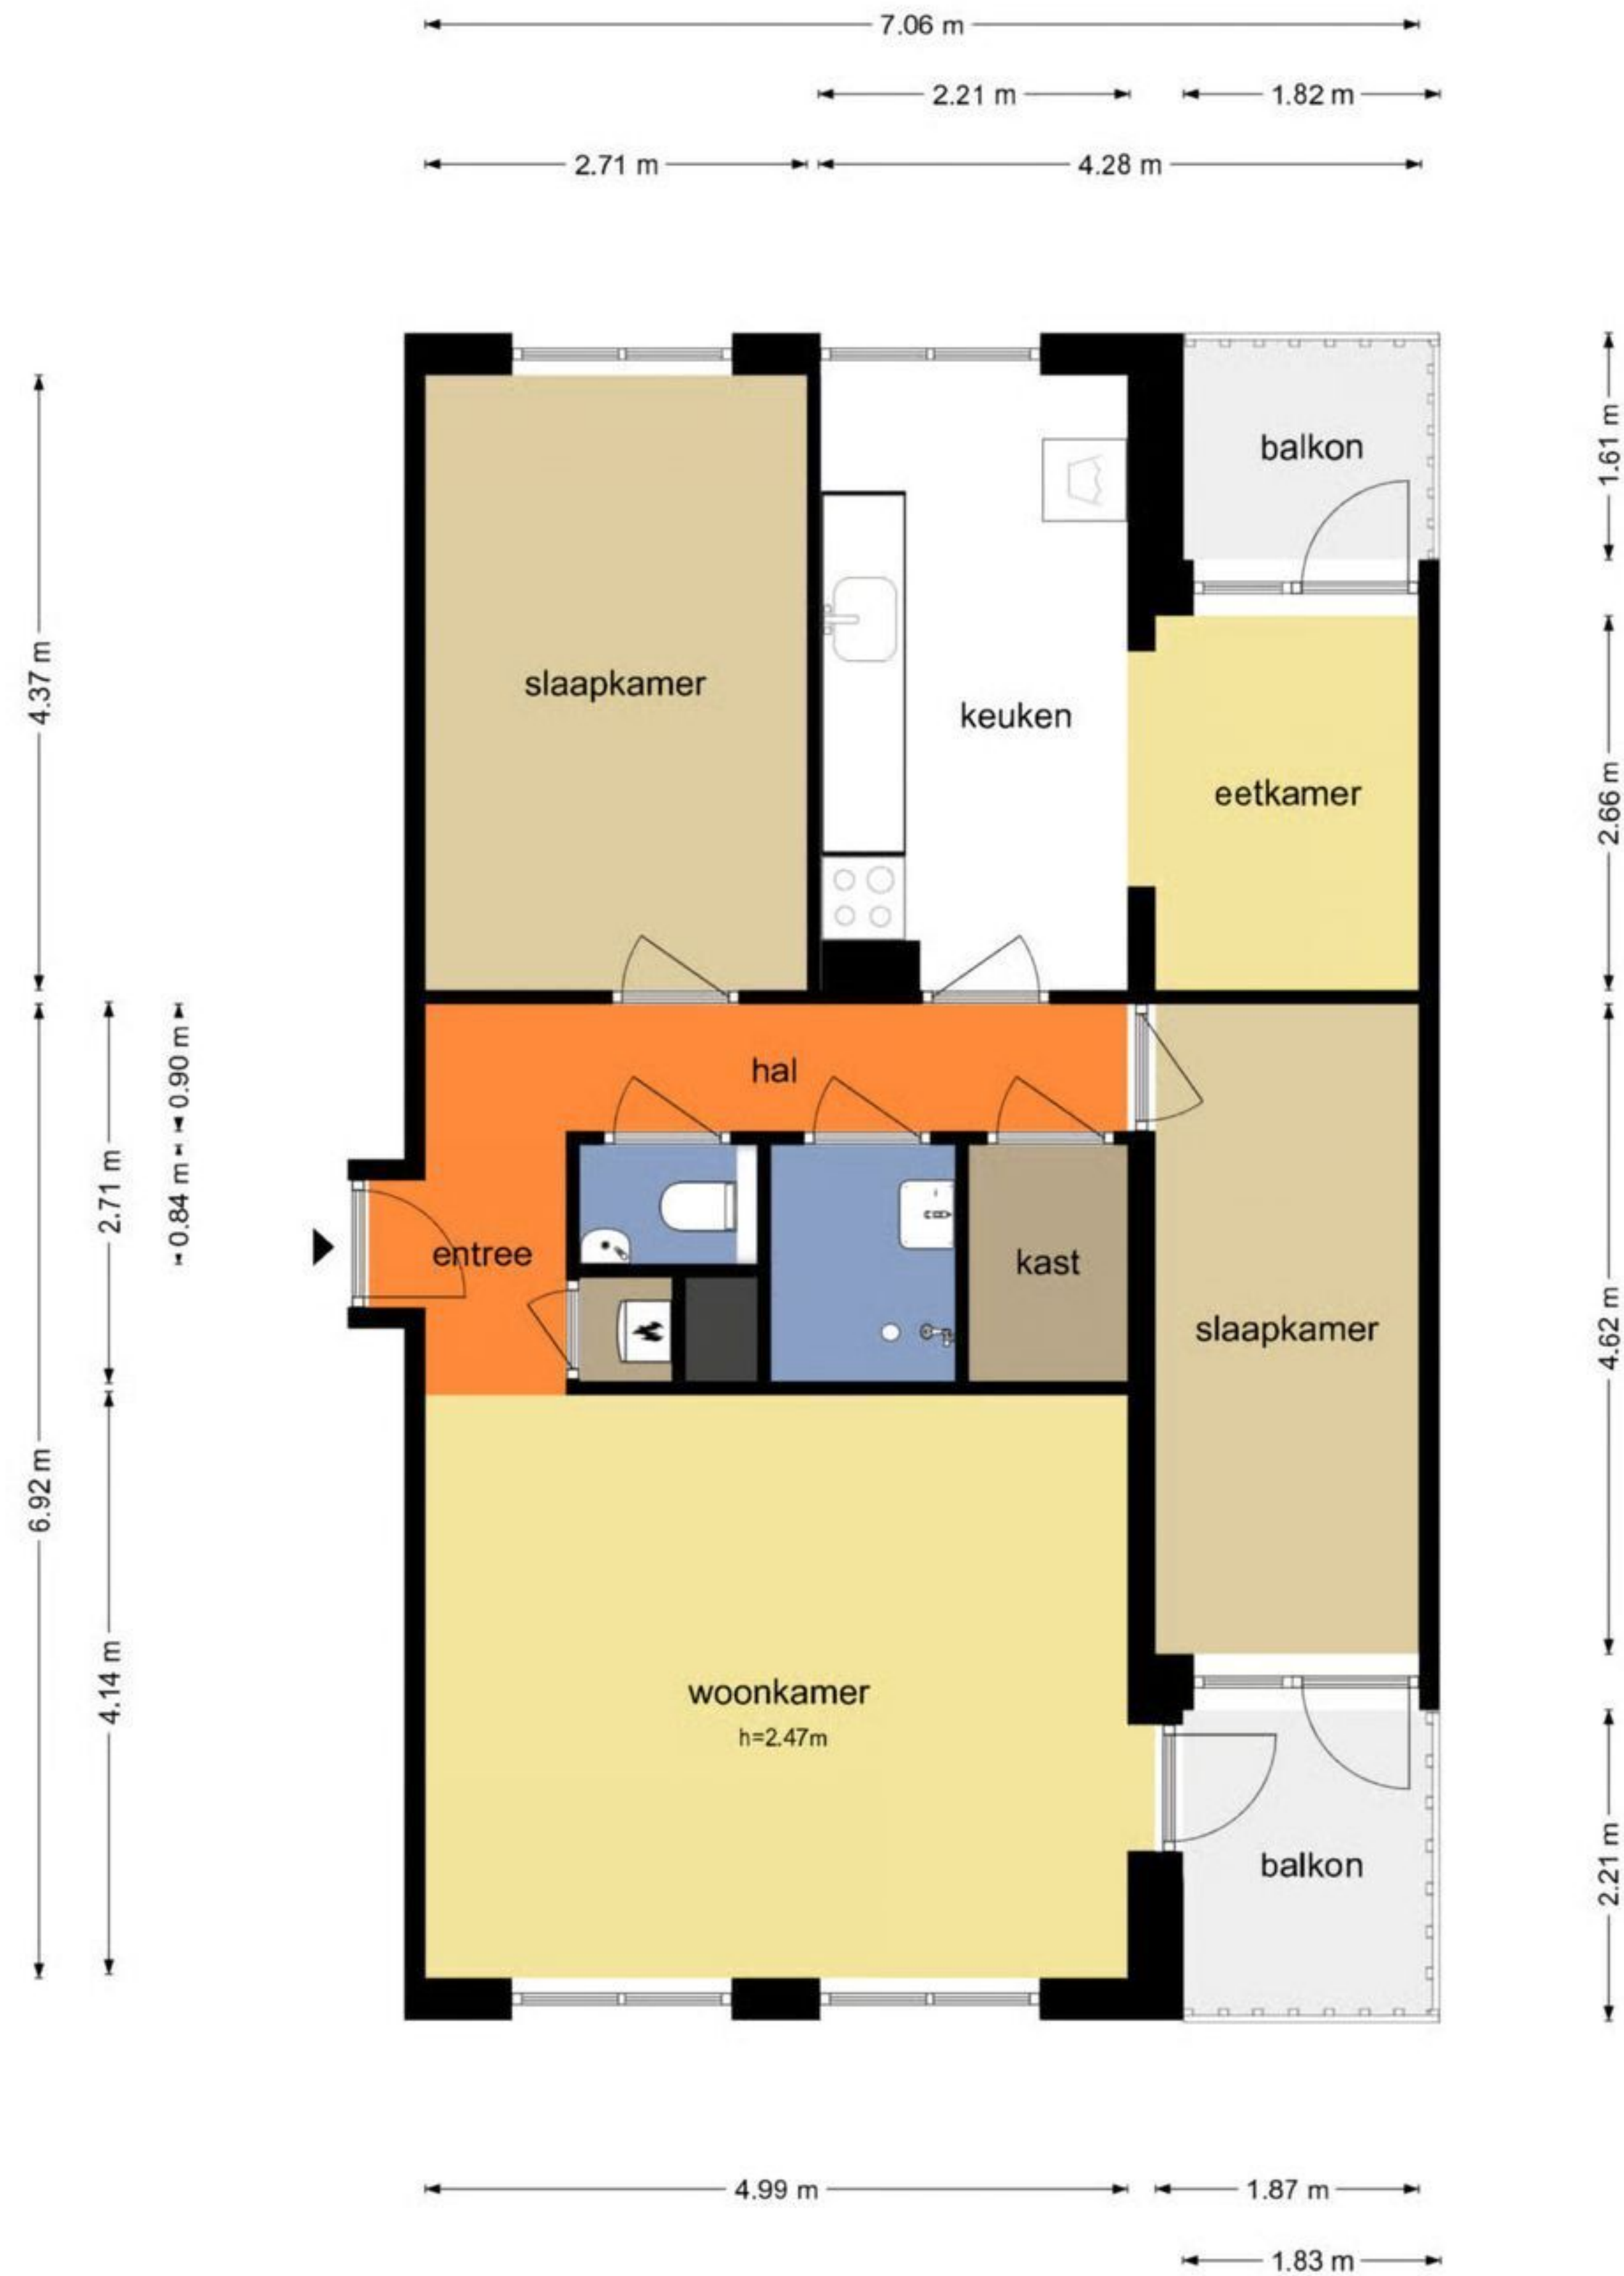 7.06 m
2.21 m
1.82 m
2.71 m
4.28 m
balkon
1.61 m
4.37 m
slaapkamer
keuken
eetkamer
2.66 m
hal
0.90 m
2.71 m
0.84 m
entree
kast
slaapkamer
4.62 m
6.92 m
4.14 m
woonkamer
h=2.47m
balkon
2.21 m
4.99 m
1.87 m
1.83 m